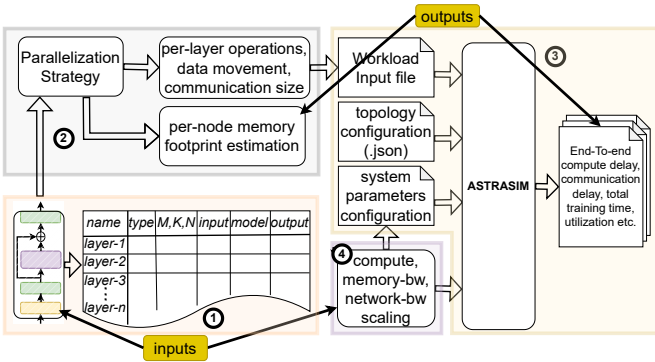 outputs
Parallelization
Strategy
per-layer operations,
data movement,
communication size
per-node memory
footprint estimation
2
Workload
Input file
topology
configuration
(.json)
system
parameters
configuration
ASTRASIM
3
End-To-end
compute delay,
communication
delay, total
training time,
utilization etc.
name type M,K,N input model output
layer-1
layer-2
layer-3
layer-n
1
4
compute,
memory-bw,
network-bw
scaling
inputs